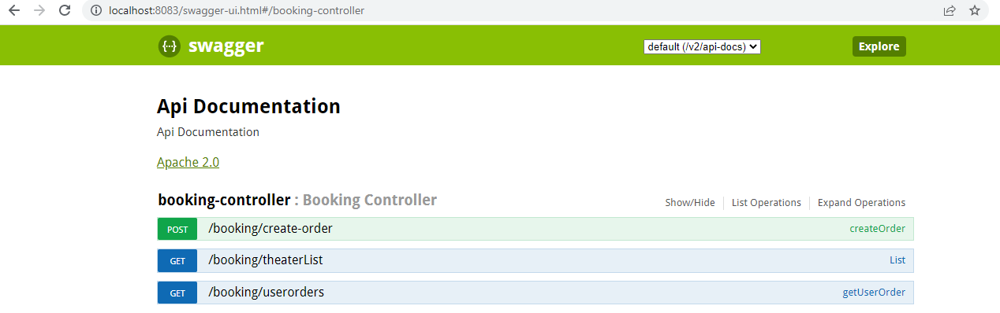 localhost:8083/swagger-ui.html#/booking-controller
{··} swagger default (/v2/api-docs) Explore
Api Documentation
Api Documentation
Apache 2.0
booking-controller : Booking Controller Show/Hide List Operations Expand Operations
POST /booking/create-order createOrder
GET /booking/theaterList List
GET /booking/userorders getUserOrder